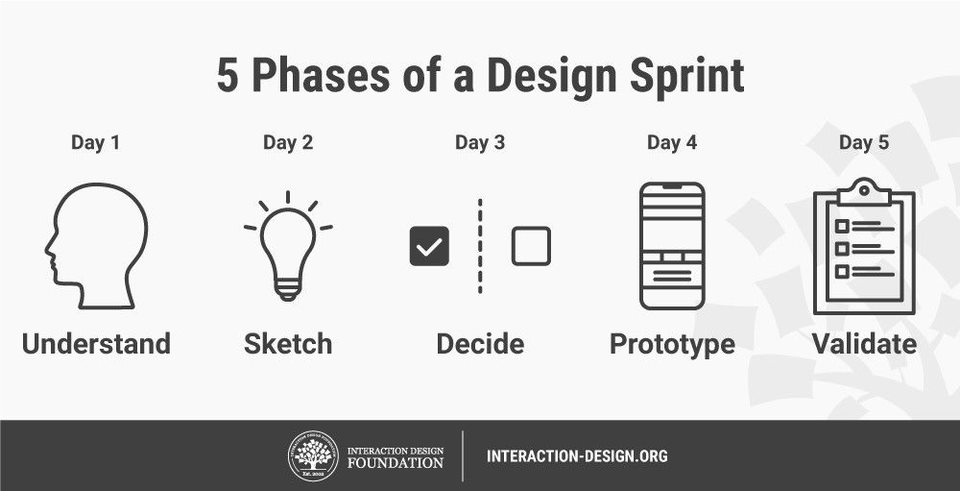 5 Phases of a Design Sprint
Day 1
Day 2
Day 3
Day 4
Day 5
Understand
Sketch
Decide
Prototype
Validate
INTERACTION DESIGN
FOUNDATION
Est. 2002
INTERACTION-DESIGN.ORG